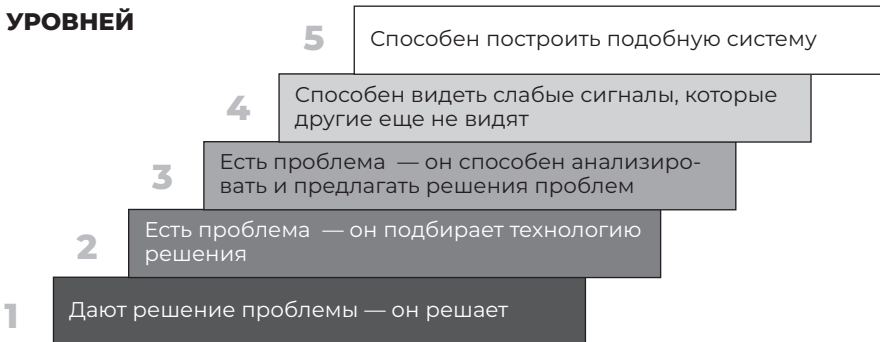 УРОВНЕЙ
5
Способен построить подобную систему
4
Способен видеть слабые сигналы, которые
другие еще не видят
3
Есть проблема — он способен анализиро-
вать и предлагать решения проблем
2
Есть проблема — он подбирает технологию
решения
1
Дают решение проблемы — он решает